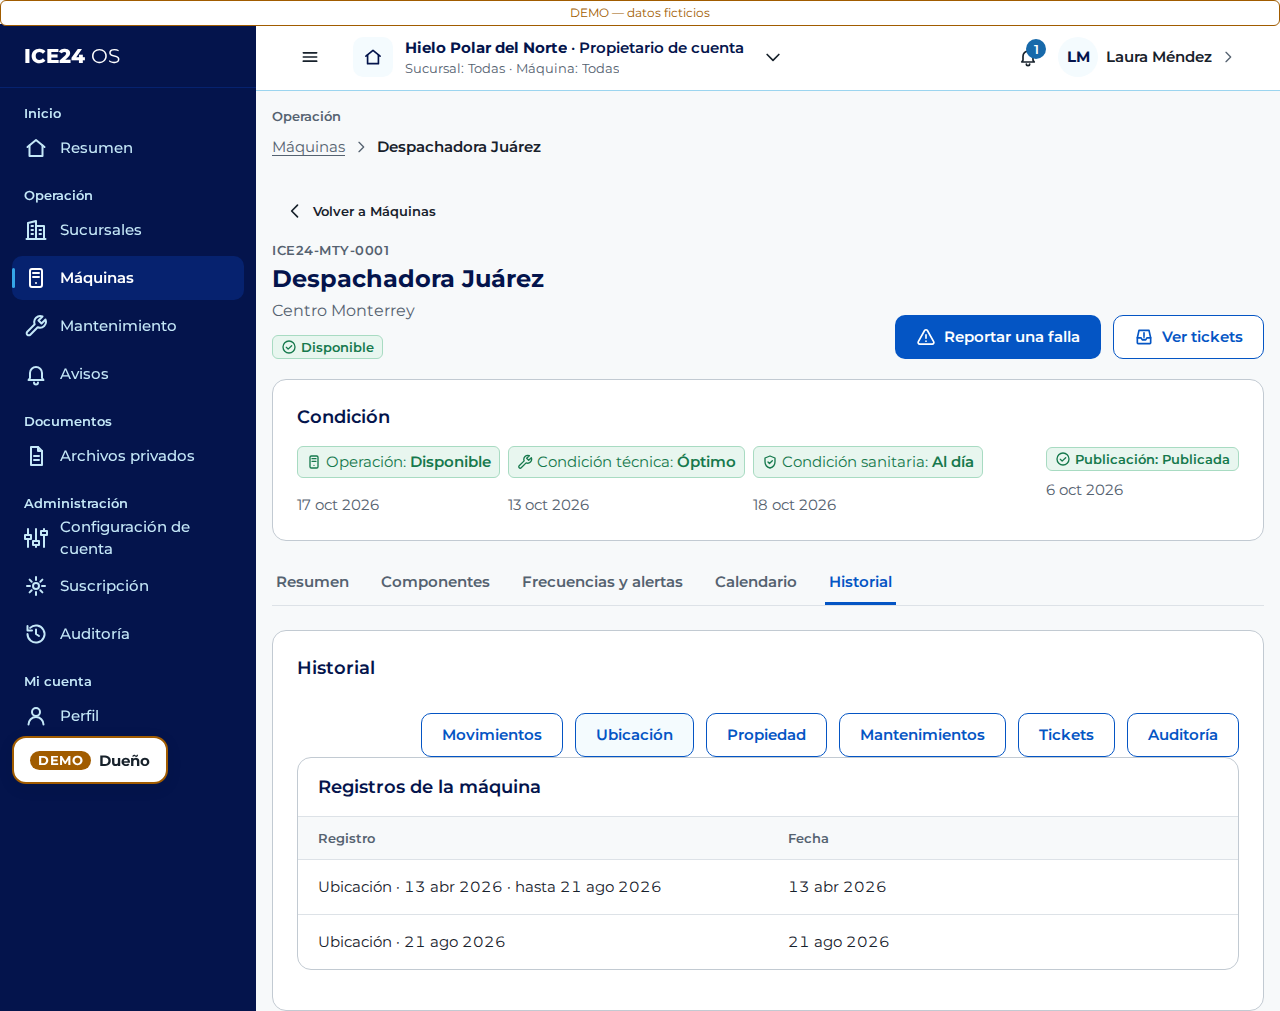 DEMO — datos ficticios
ICE24 OS
Inicio
Resumen
Operación
Sucursales
Máquinas
Mantenimiento
Avisos
Documentos
Archivos privados
Administración
Configuración de
cuenta
Suscripción
Auditoría
Mi cuenta
Perfil
DEMO Dueño
Hielo Polar del Norte · Propietario de cuenta
Sucursal: Todas · Máquina: Todas
1
LM Laura Méndez
Operación
Máquinas > Despachadora Juárez
Volver a Máquinas
ICE24-MTY-0001
Despachadora Juárez
Centro Monterrey
Disponible
Reportar una falla
Ver tickets
Condición
Operación: Disponible
17 oct 2026
Condición técnica: Óptimo
13 oct 2026
Condición sanitaria: Al día
18 oct 2026
Publicación: Publicada
6 oct 2026
Resumen Componentes Frecuencias y alertas Calendario Historial
Historial
Movimientos Ubicación Propiedad Mantenimientos Tickets Auditoría
Registros de la máquina
Registro Fecha
Ubicación · 13 abr 2026 · hasta 21 ago 2026 13 abr 2026
Ubicación · 21 ago 2026 21 ago 2026